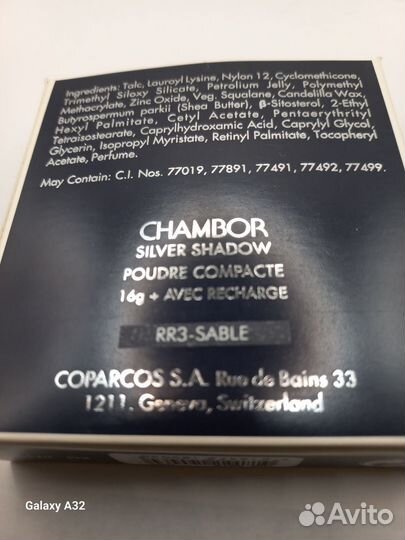 Ingredients: Talc, Lauroyl Lysine, Nylon 12, Cyclomethicone,
Trimethyl Siloxy Silicate, Petrolium Jelly, Polymethyl
Methacrylate, Zinc Oxide, Veg. Squalane, Candelilla Wax,
Butyrospermum parkii (Shea Butter), β-Sitosterol, 2-Ethyl
Hexyl Palmitate, Cetyl Acetate, Pentaerythrityl
Tetraisostearate, Caprylhydroxamic Acid, Caprylyl Glycol,
Glycerin, Isopropyl Myristate, Retinyl Palmitate, Tocopheryl
Acetate, Perfume.
May Contain: C.I. Nos. 77019, 77891, 77491, 77492, 77499.
CHAMBOR
SILVER SHADOW
POUDRE COMPACTE
16g + AVEC RECHARGE
RR3-SABLE
COPARCOS S.A. Rue de Bains 33
1211, Geneva, Switzerland
Galaxy A32
Avito